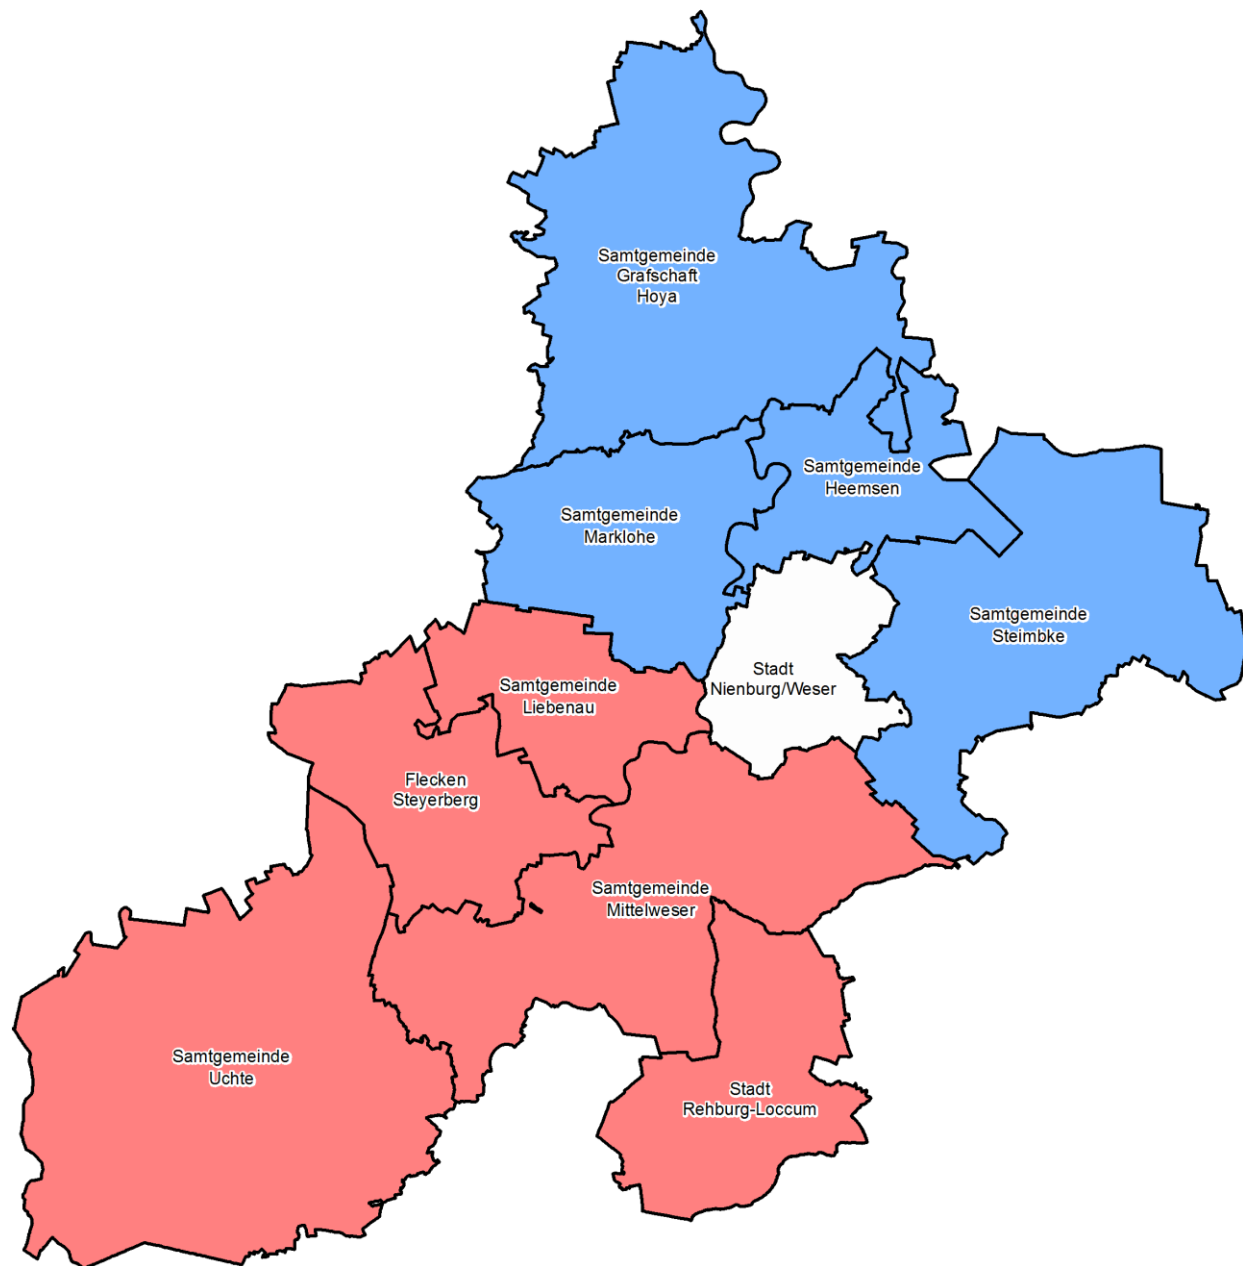 Samtgemeinde
Grafschaft
Hoya
Samtgemeinde
Heemsen
Samtgemeinde
Marklohe
Samtgemeinde
Steimbke
Stadt
Nienburg/Weser
Samtgemeinde
Liebenau
Flecken
Steyerberg
Samtgemeinde
Mittelweser
Samtgemeinde
Uchte
Stadt
Rehburg-Loccum